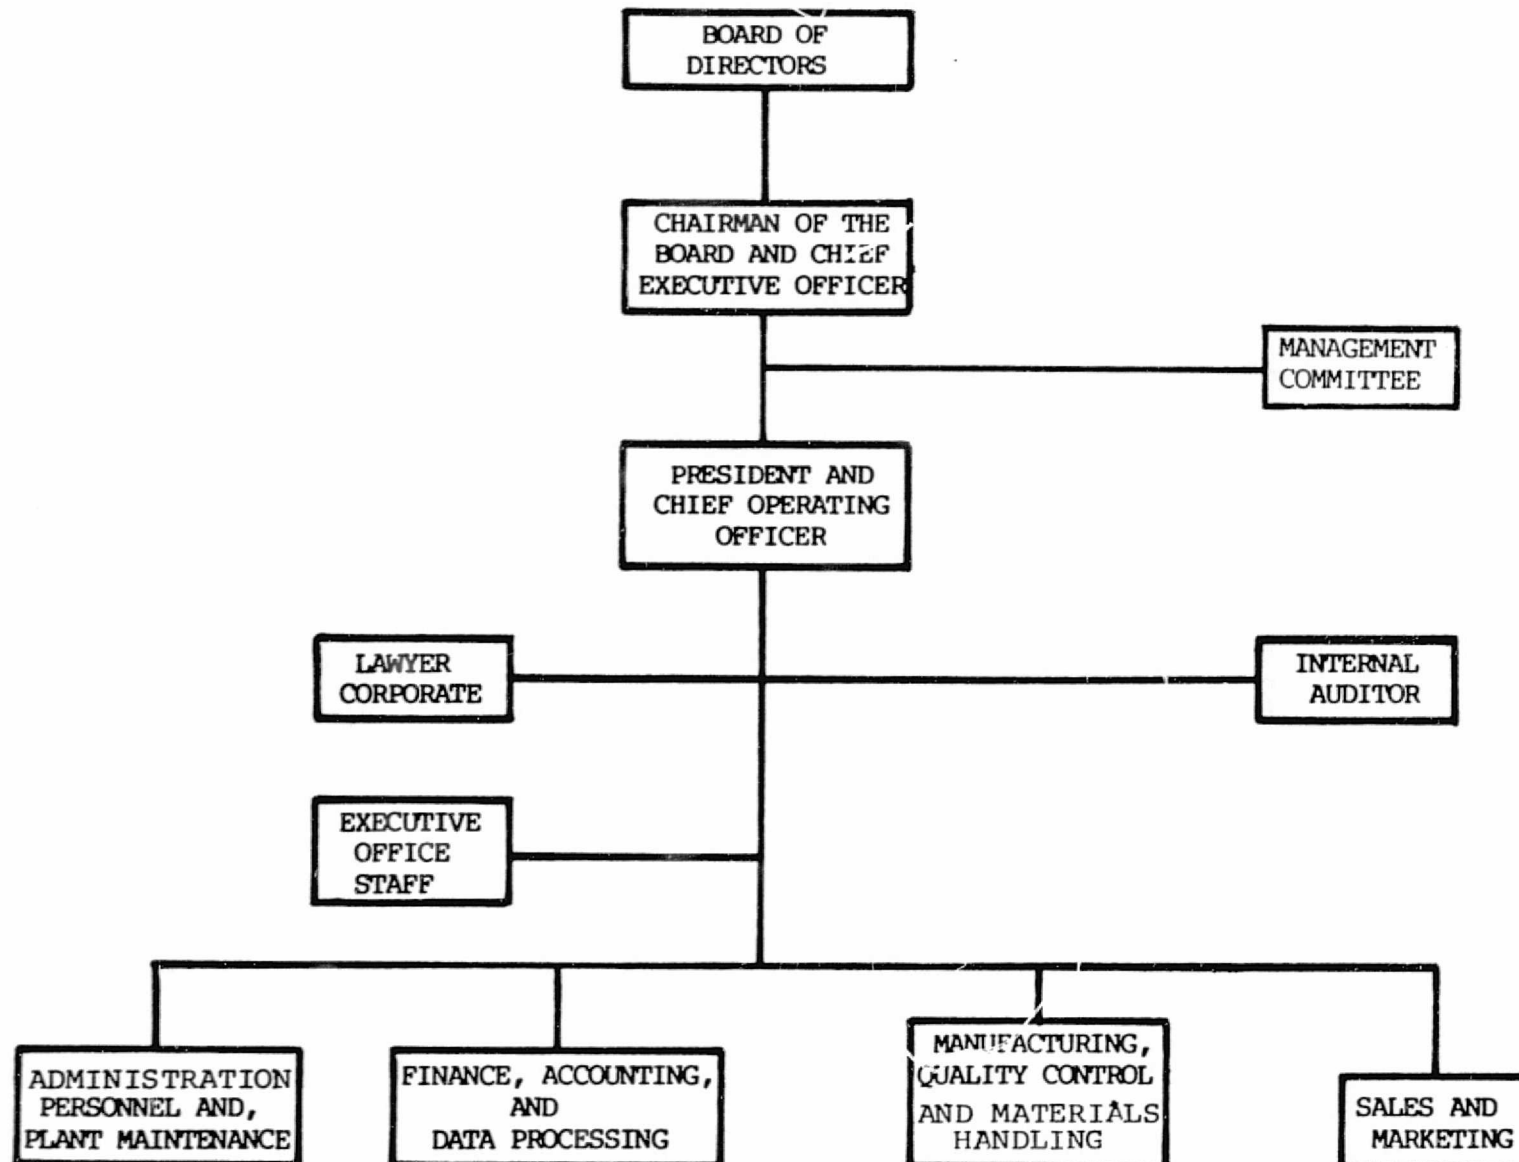 BOARD OF
DIRECTORS
CHAIRMAN OF THE
BOARD AND CHIEF
EXECUTIVE OFFICER
MANAGEMENT
COMMITTEE
PRESIDENT AND
CHIEF OPERATING
OFFICER
LAWYER
CORPORATE
INTERNAL
AUDITOR
EXECUTIVE
OFFICE
STAFF
ADMINISTRATION
PERSONNEL AND,
PLANT MAINTENANCE
FINANCE, ACCOUNTING,
AND
DATA PROCESSING
MANUFACTURING,
QUALITY CONTROL
AND MATERIALS
HANDLING
SALES AND
MARKETING